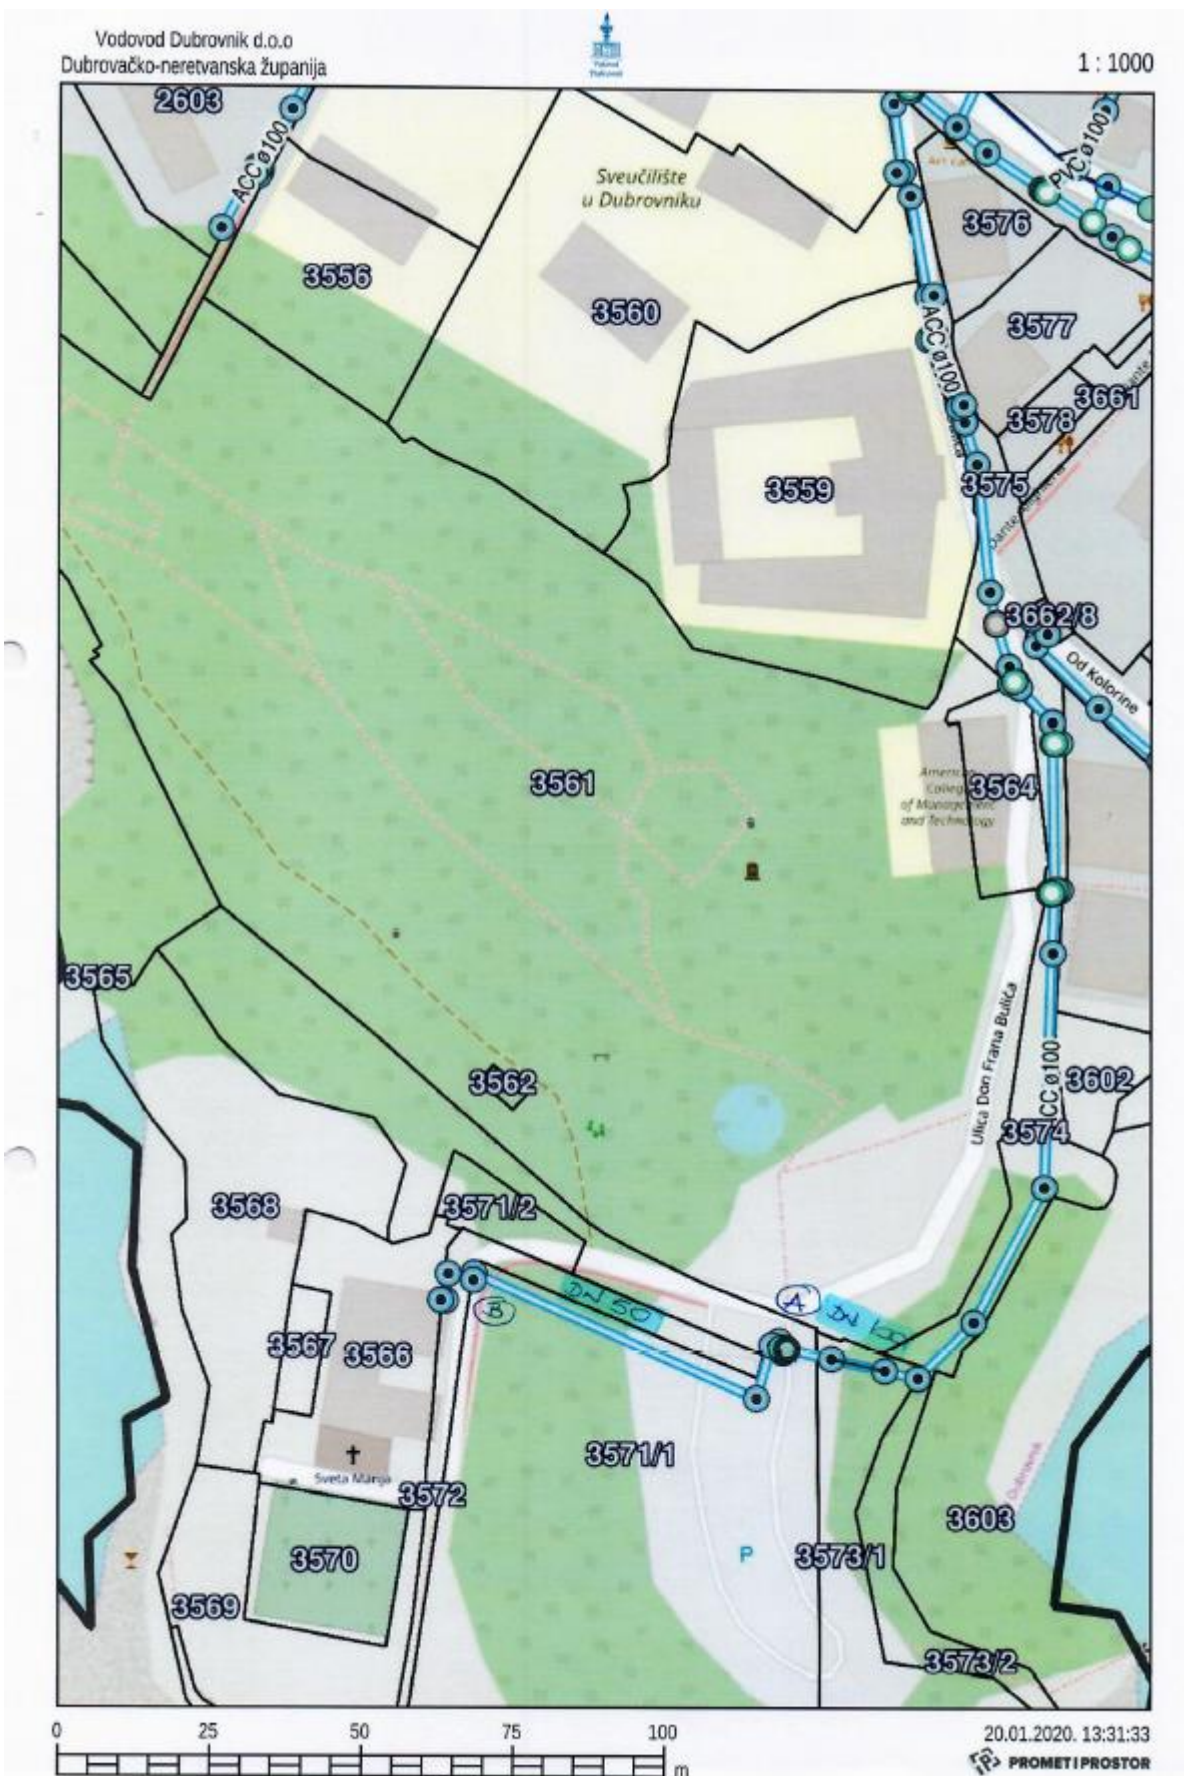 Vodovod Dubrovnik d.o.o
Dubrovačko-neretvanska županija
1 : 1000
2603
ACC ø100
PVC ø100
Sveučilište
u Dubrovniku
3576
3556
3560
3577
ACC ø100
3661
3578
3559
3575
3662/8
Od Kolorine
3561
American
College
of Management
and Technology
3564
3565
Ulica Don Frana Bulića
3562
CC ø100
3602
3574
3571/2
3568
A
DN 100
DN 50
B
3567
3566
3571/1
Sveta Marija
3572
3603
P
3570
3573/1
3569
3573/2
0 25 50 75 100
m
20.01.2020. 13:31:33
PROMET I PROSTOR